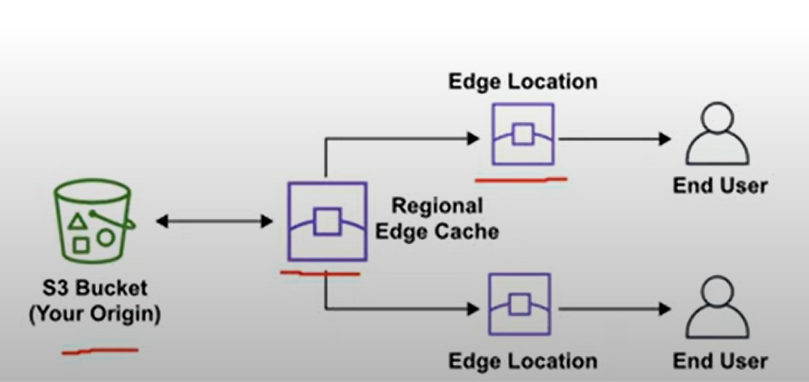 Edge Location
End User
Regional
Edge Cache
S3 Bucket
(Your Origin)
Edge Location
End User